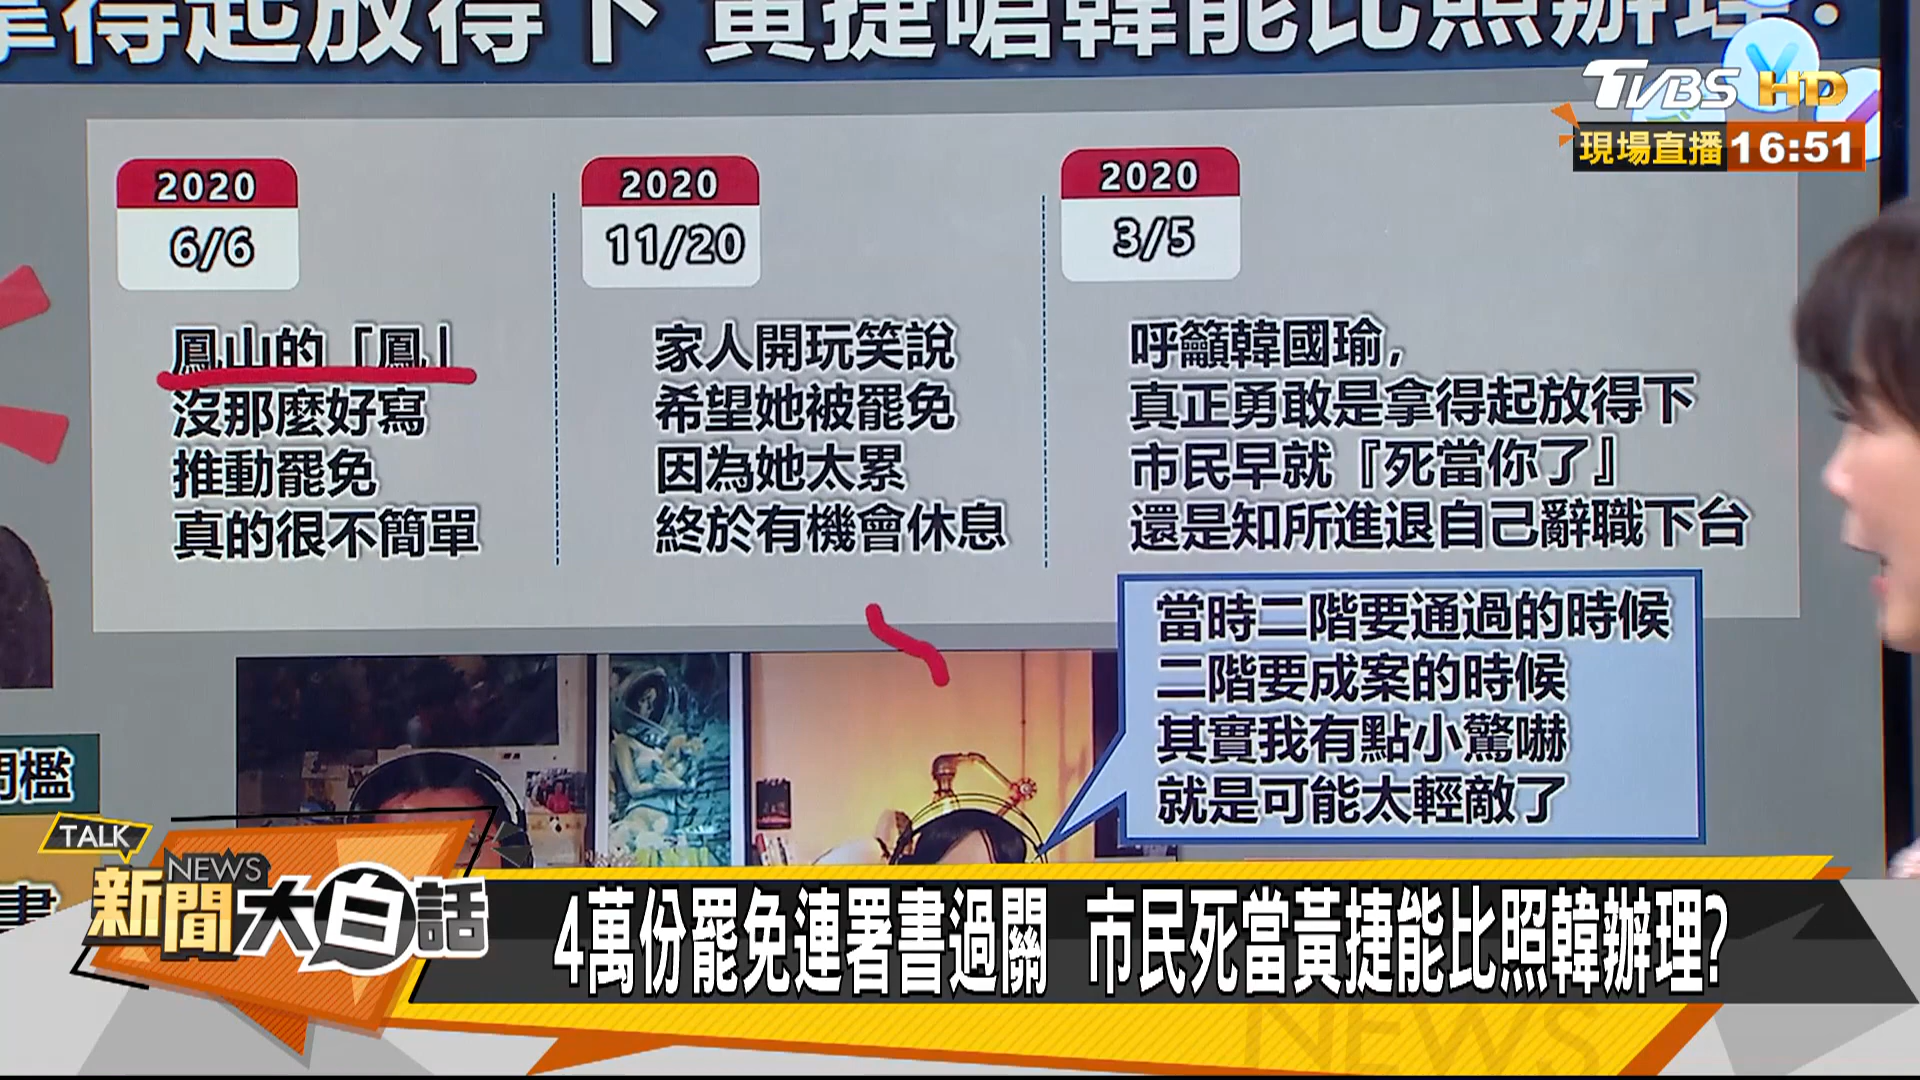 拿得起放得下 黃捷嗆韓能比照辦理?
TVBS HD
現場直播 16:51
2020
6/6
鳳山的「鳳」
沒那麼好寫
推動罷免
真的很不簡單
2020
11/20
家人開玩笑說
希望她被罷免
因為她太累
終於有機會休息
2020
3/5
呼籲韓國瑜,
真正勇敢是拿得起放得下
市民早就『死當你了』
還是知所進退自己辭職下台
當時二階要通過的時候
二階要成案的時候
其實我有點小驚嚇
就是可能太輕敵了
門檻
書
TALK
NEWS
新聞大白話
4萬份罷免連署書過關 市民死當黃捷能比照韓辦理?
NEWS